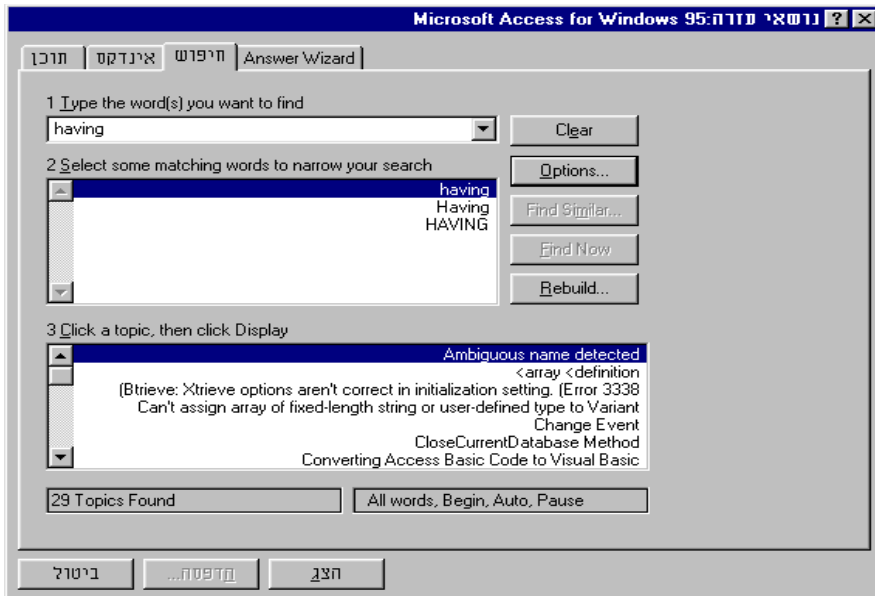 נושאי עזרה:Microsoft Access for Windows 95
תוכן
אינדקס
חיפוש
Answer Wizard
1 Type the word(s) you want to find
having
Clear
2 Select some matching words to narrow your search
Options...
having
Having
HAVING
Find Similar...
Find Now
Rebuild...
3 Click a topic, then click Display
Ambiguous name detected
<array <definition
(Btrieve: Xtrieve options aren't correct in initialization setting. (Error 3338
Can't assign array of fixed-length string or user-defined type to Variant
Change Event
CloseCurrentDatabase Method
Converting Access Basic Code to Visual Basic
29 Topics Found
All words, Begin, Auto, Pause
ביטול
הדפסה...
הצג